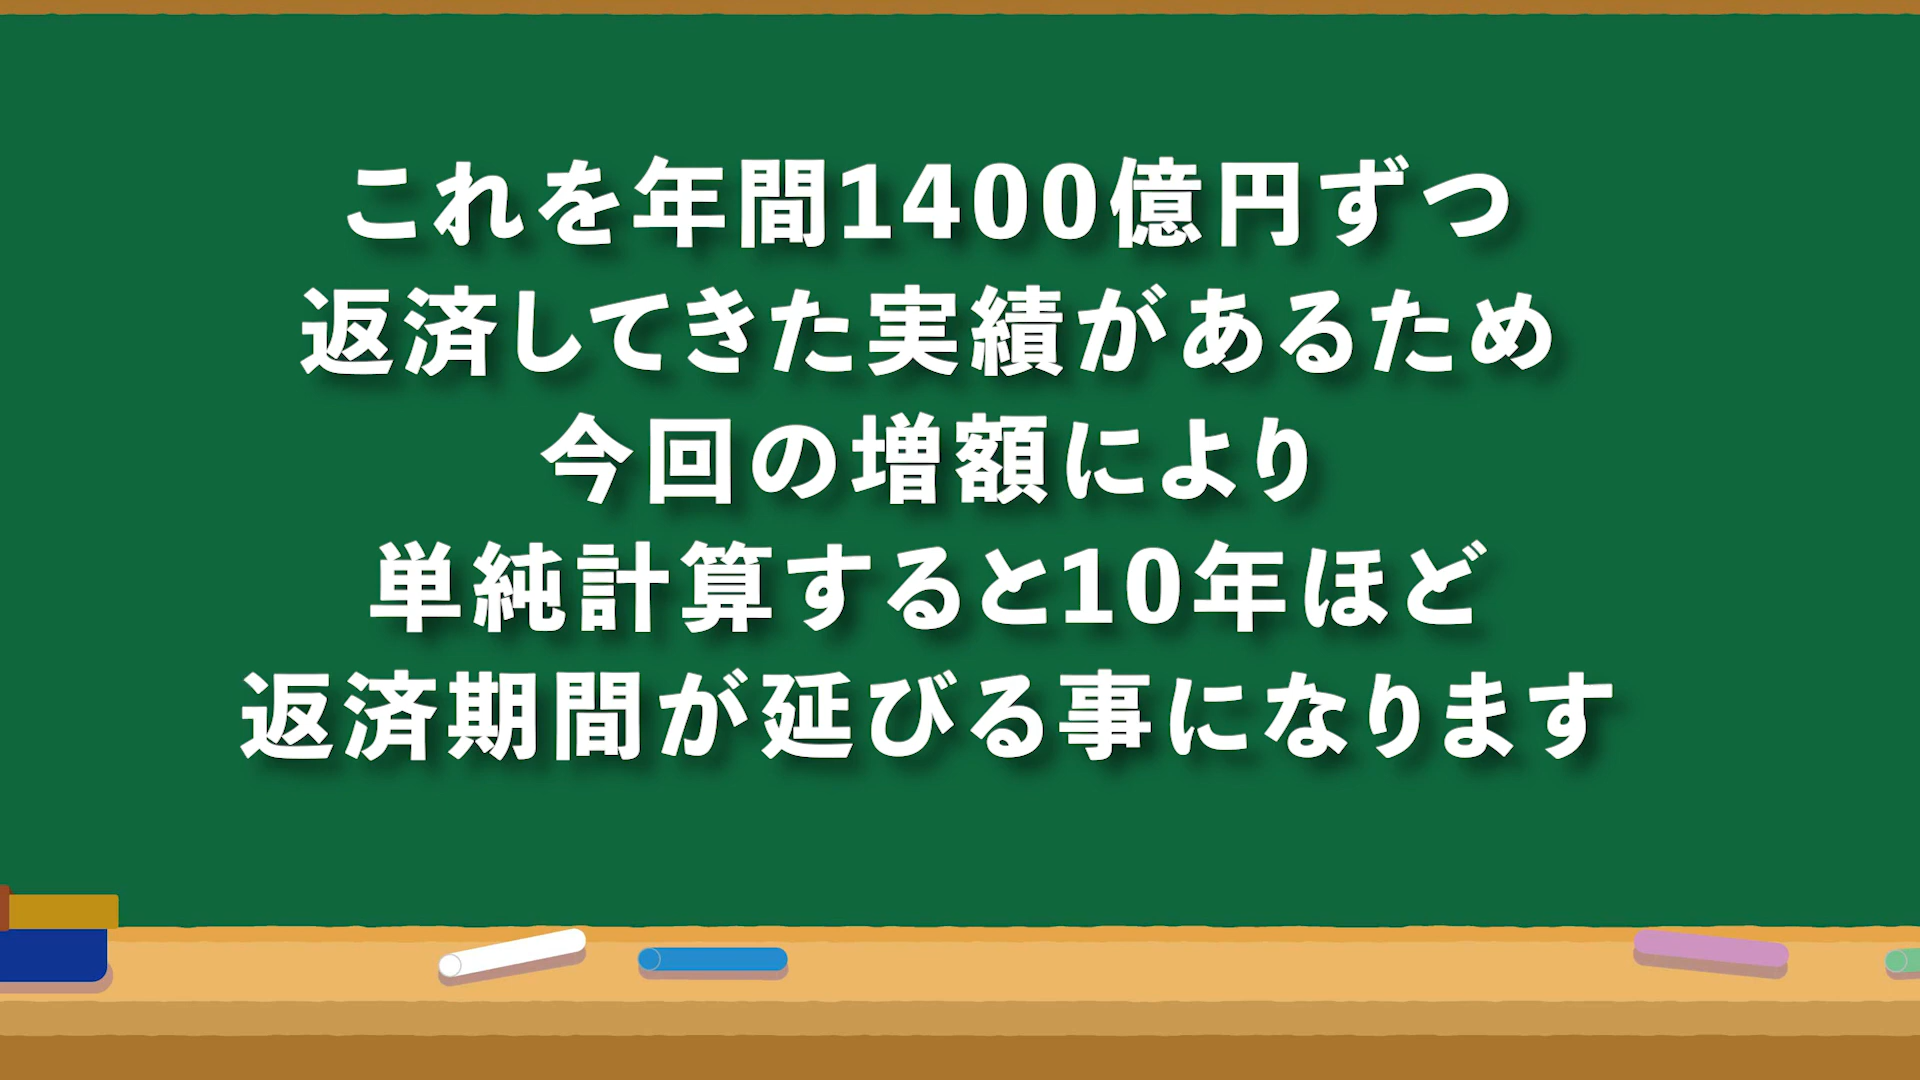 これを年間1400億円ずつ
返済してきた実績があるため
今回の増額により
単純計算すると10年ほど
返済期間が延びる事になります